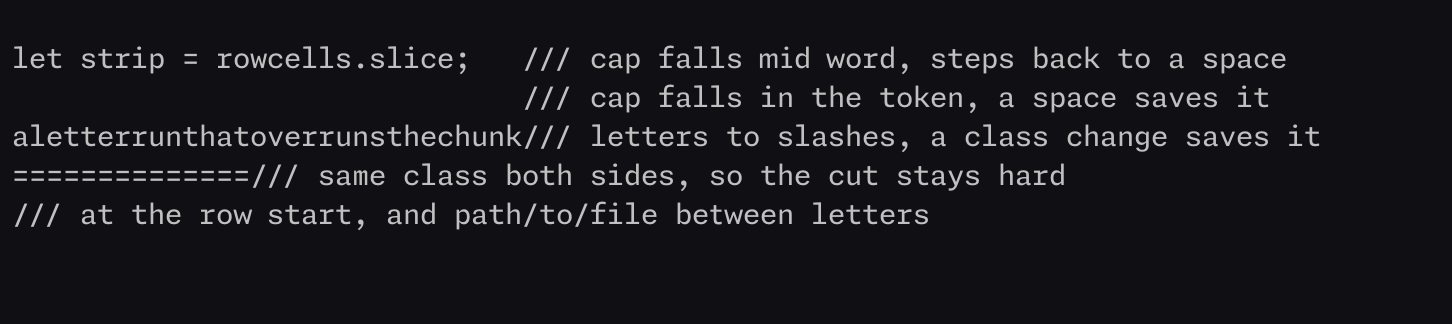 let strip = rowcells.slice;   /// cap falls mid word, steps back to a space
                              /// cap falls in the token, a space saves it
aletterrunthatoverrunsthechunk/// letters to slashes, a class change saves it
==============/// same class both sides, so the cut stays hard
/// at the row start, and path/to/file between letters